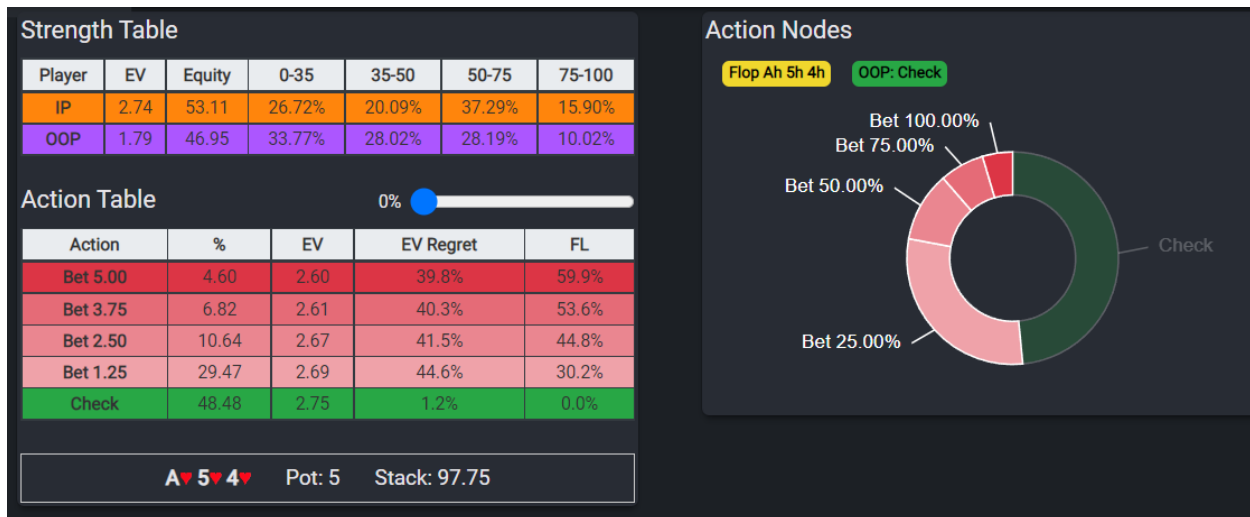 Strength Table
Player EV Equity 0-35 35-50 50-75 75-100
IP 2.74 53.11 26.72% 20.09% 37.29% 15.90%
OOP 1.79 46.95 33.77% 28.02% 28.19% 10.02%
Action Table 0%
Action % EV EV Regret FL
Bet 5.00 4.60 2.60 39.8% 59.9%
Bet 3.75 6.82 2.61 40.3% 53.6%
Bet 2.50 10.64 2.67 41.5% 44.8%
Bet 1.25 29.47 2.69 44.6% 30.2%
Check 48.48 2.75 1.2% 0.0%
A♥ 5♥ 4♥ Pot: 5 Stack: 97.75
Action Nodes
Flop Ah 5h 4h OOP: Check
Bet 100.00%
Bet 75.00%
Bet 50.00%
Check
Bet 25.00%